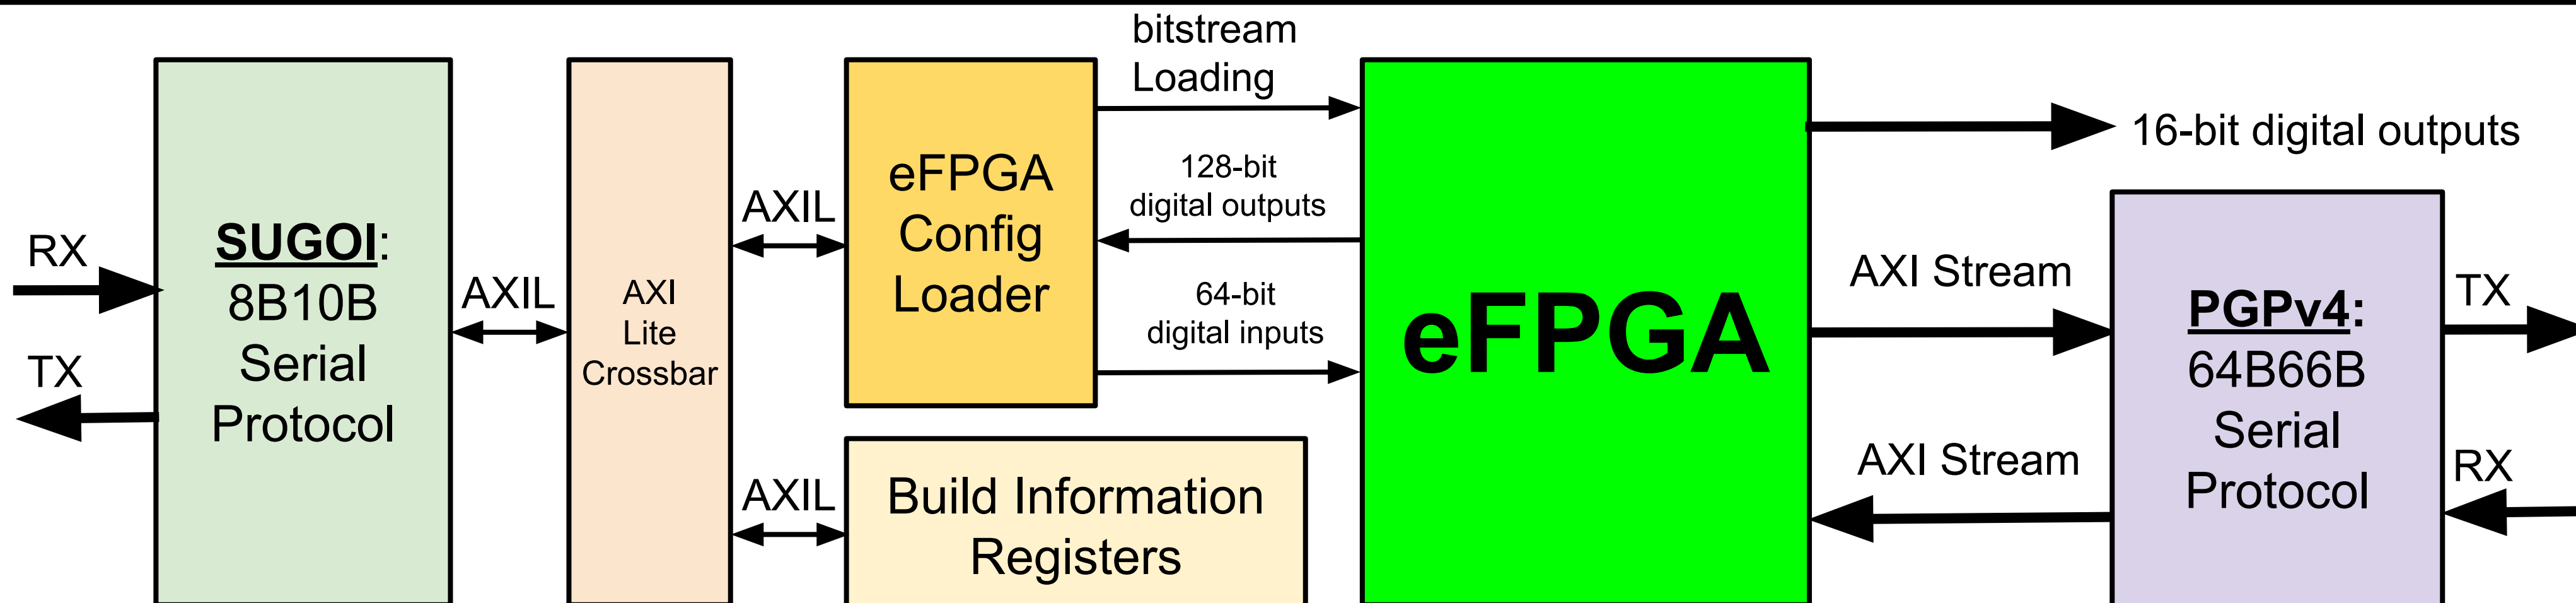 RX
TX
SUGOI:
8B10B
Serial
Protocol
AXIL
AXI
Lite
Crossbar
AXIL
AXIL
eFPGA
Config
Loader
Build Information
Registers
bitstream
Loading
128-bit
digital outputs
64-bit
digital inputs
eFPGA
16-bit digital outputs
AXI Stream
AXI Stream
PGPv4:
64B66B
Serial
Protocol
TX
RX